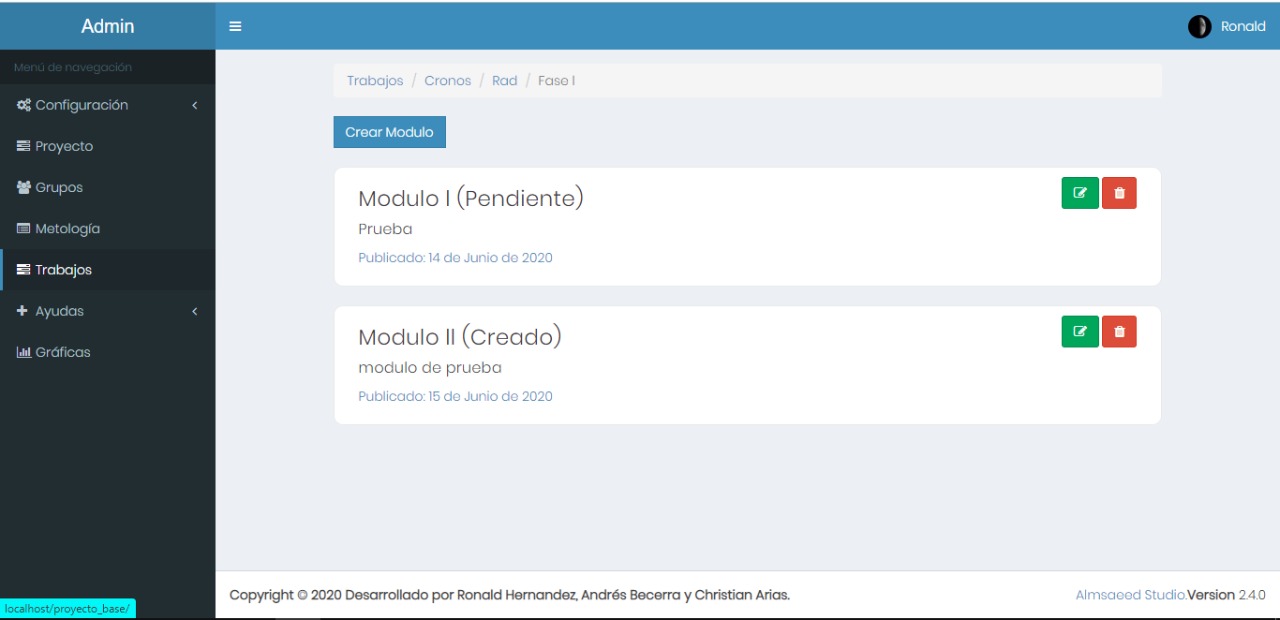 Admin
Ronald
Menú de navegación
Configuración
Proyecto
Grupos
Metología
Trabajos
Ayudas
Gráficas
Trabajos / Cronos / Rad / Fase I
Crear Modulo
Modulo I (Pendiente)
Prueba
Publicado: 14 de Junio de 2020
Modulo II (Creado)
modulo de prueba
Publicado: 15 de Junio de 2020
Copyright © 2020 Desarrollado por Ronald Hernandez, Andrés Becerra y Christian Arias.
Almsaeed Studio.Version 2.4.0
localhost/proyecto_base/